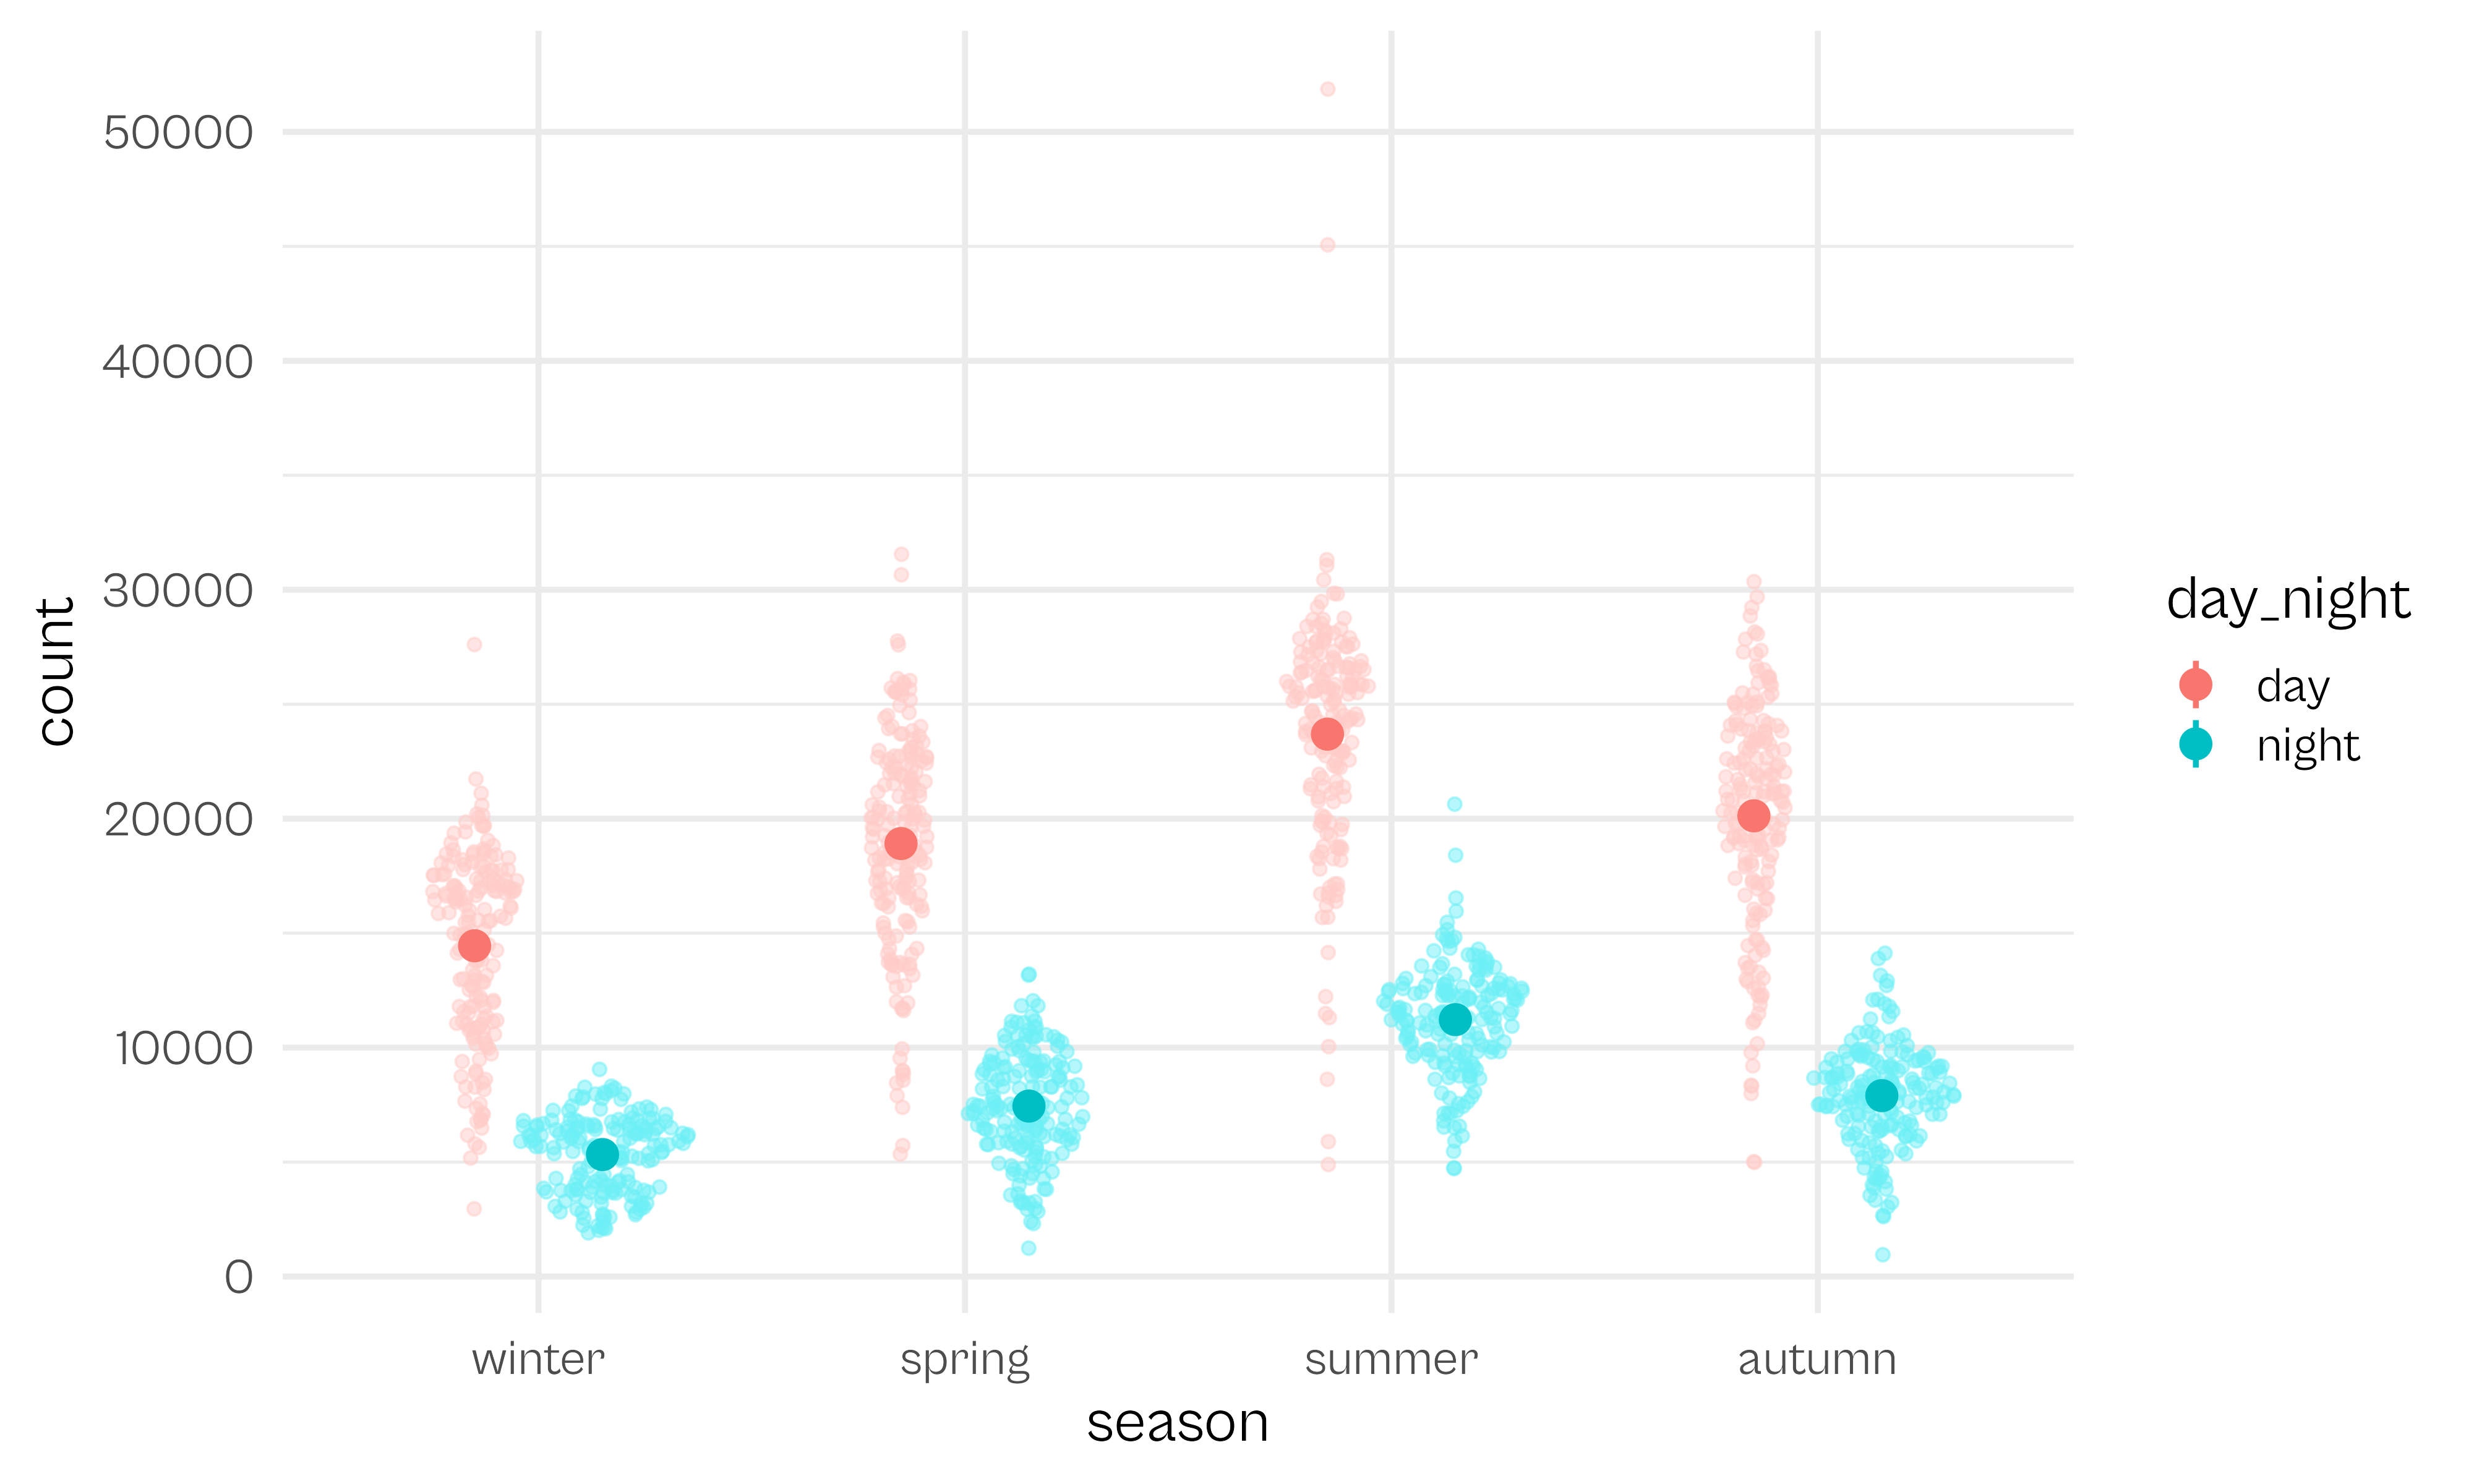 count
50000
40000
30000
20000
10000
0
winter
spring
summer
autumn
season
day_night
day
night